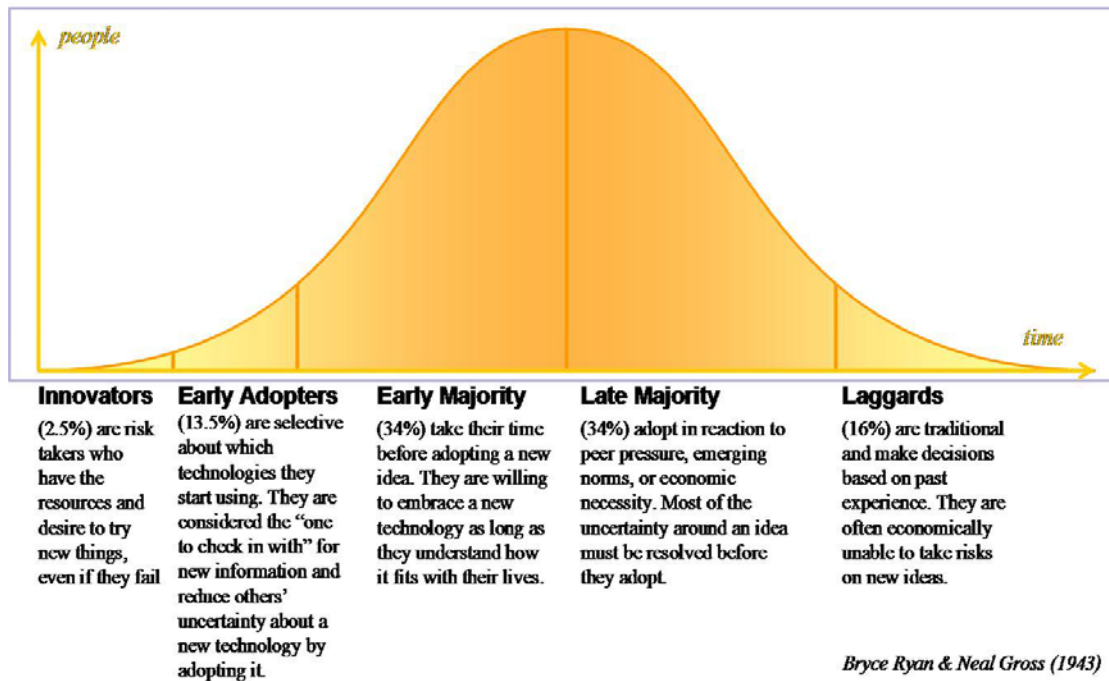 people
time
Innovators
(2.5%) are risk
takers who
have the
resources and
desire to try
new things,
even if they fail
Early Adopters
(13.5%) are selective
about which
technologies they
start using. They are
considered the “one
to check in with” for
new information and
reduce others’
uncertainty about a
new technology by
adopting it.
Early Majority
(34%) take their time
before adopting a new
idea. They are willing
to embrace a new
technology as long as
they understand how
it fits with their lives.
Late Majority
(34%) adopt in reaction to
peer pressure, emerging
norms, or economic
necessity. Most of the
uncertainty around an idea
must be resolved before
they adopt.
Laggards
(16%) are traditional
and make decisions
based on past
experience. They are
often economically
unable to take risks
on new ideas.
Bryce Ryan & Neal Gross (1943)